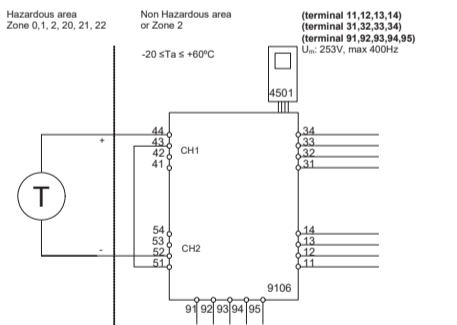 Hazardous area
Zone 0,1, 2, 20, 21, 22
Non Hazardous area
or Zone 2
-20 ≤Ta ≤ +60ºC
(terminal 11,12,13,14)
(terminal 31,32,33,34)
(terminal 91,92,93,94,95)
Um: 253V, max 400Hz
4501
44
43
42
41
CH1
34
33
32
31
+
T
-
54
53
52
51
CH2
14
13
12
11
9106
91 92 93 94 95